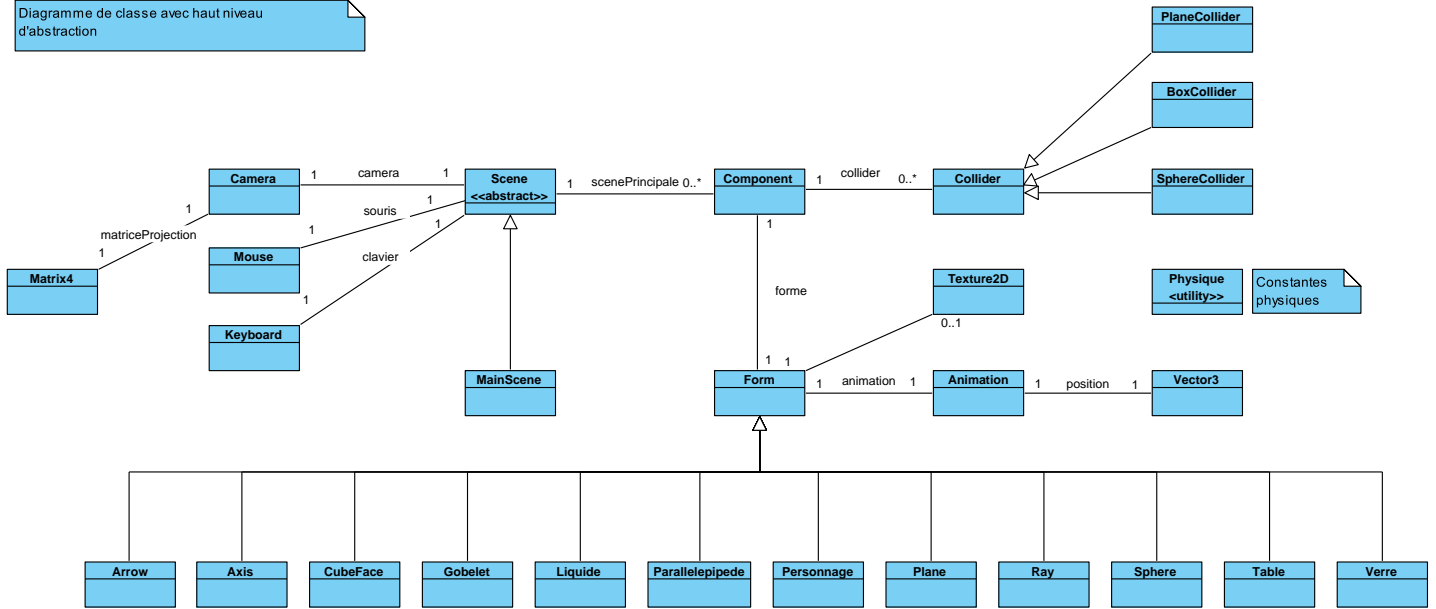 Diagramme de classe avec haut niveau
d'abstraction
PlaneCollider
BoxCollider
Camera
1
camera
1
Scene
<<abstract>>
1
scenePrincipale
0..*
Component
1
collider
0..*
Collider
SphereCollider
1
matriceProjection
1
souris
1
1
1
clavier
1
Mouse
Matrix4
Keyboard
1
forme
1
Texture2D
0..1
1
Physique
<utility>>
Constantes
physiques
MainScene
Form
1
animation
1
Animation
1
position
1
Vector3
Arrow
Axis
CubeFace
Gobelet
Liquide
Parallelepipede
Personnage
Plane
Ray
Sphere
Table
Verre